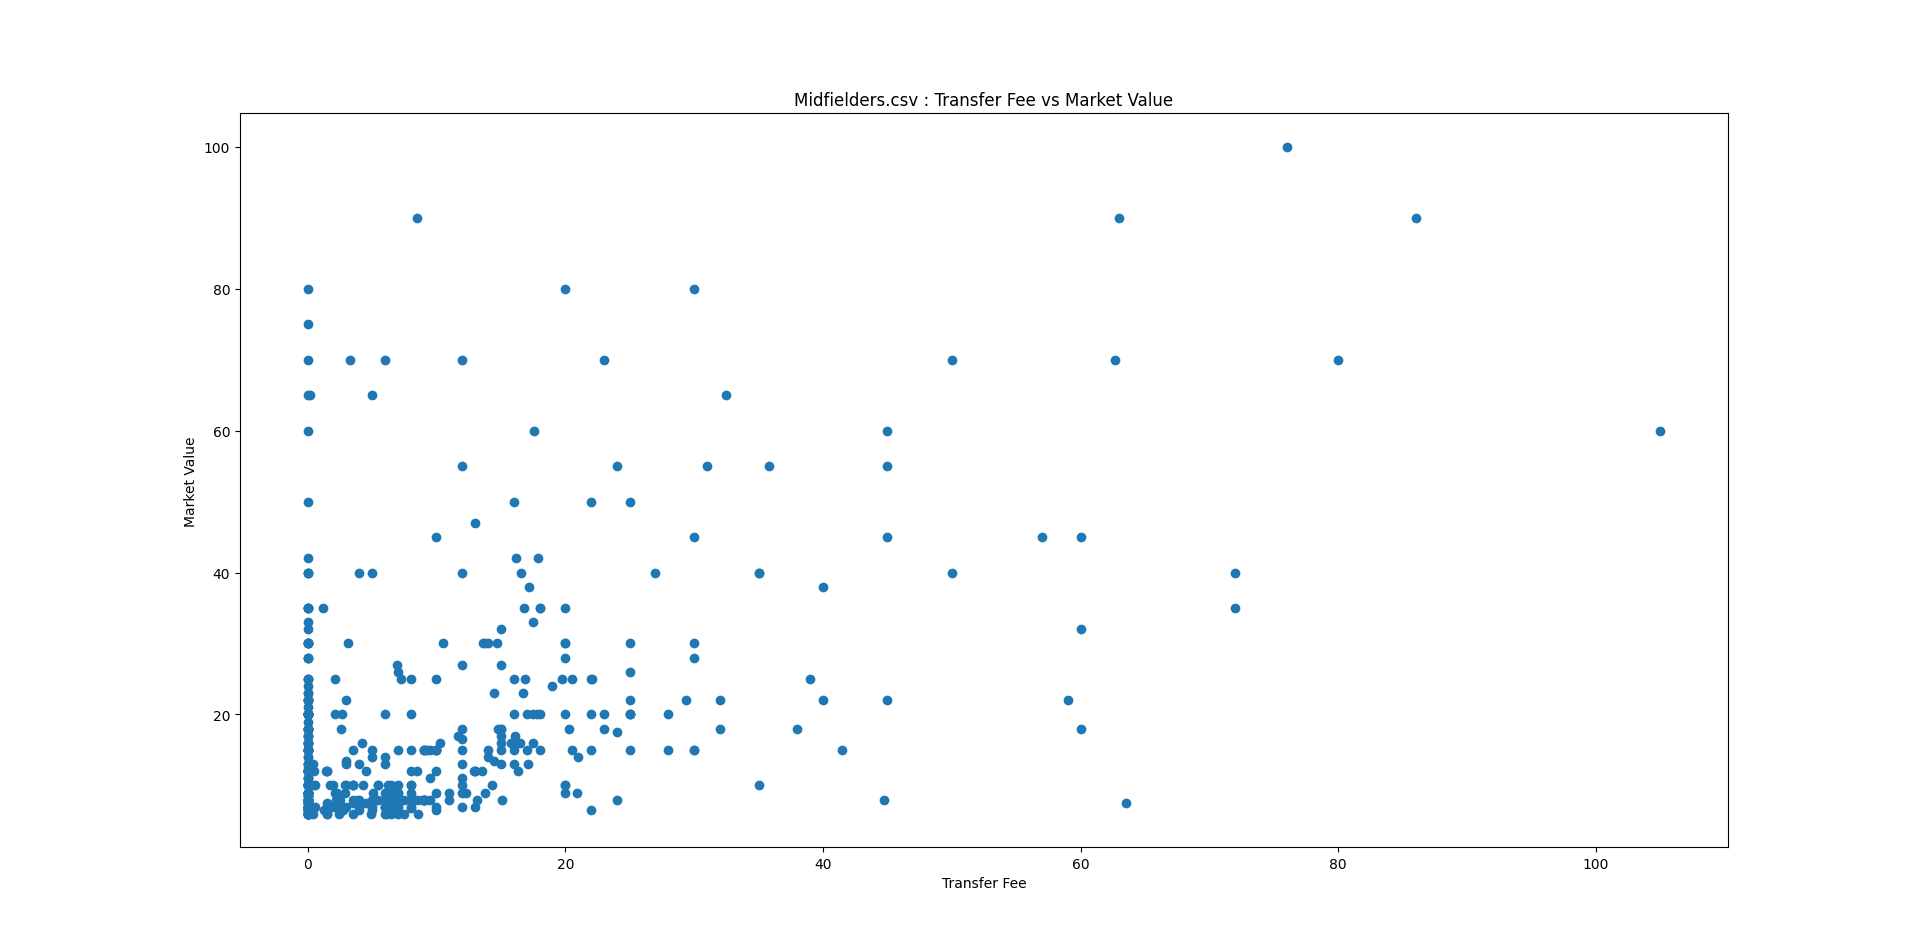 Midfielders.csv : Transfer Fee vs Market Value
100
80
60
40
20
Market Value
0 20 40 60 80 100
Transfer Fee